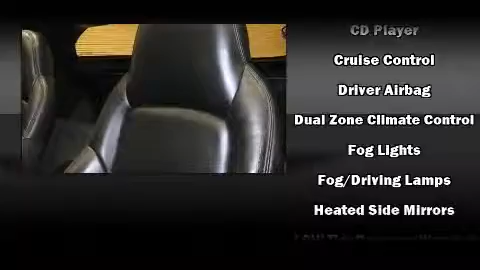 CD Player
Cruise Control
Driver Airbag
Dual Zone Climate Control
Fog Lights
Fog/Driving Lamps
Heated Side Mirrors